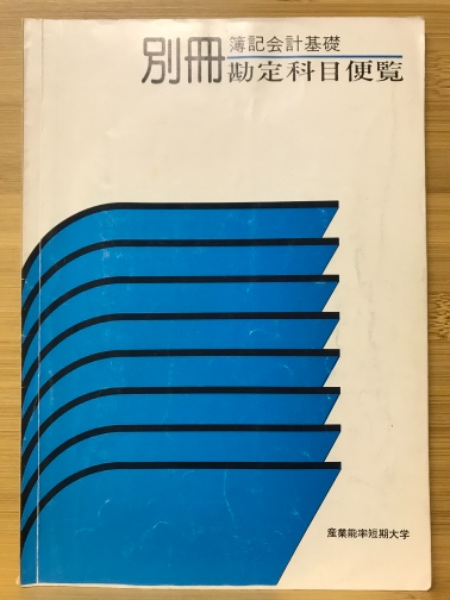 別冊
簿記会計基礎
勘定科目便覧
産業能率短期大学